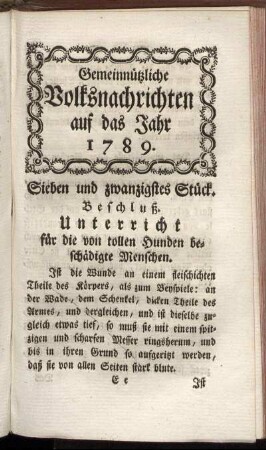 Gemeinnützliche
Volksnachrichten
auf das Jahr
1789.
Sieben und zwanzigstes Stück.
Beschluß.
Unterricht
für die von tollen Hunden be-
schädigte Menschen.
Ist die Wunde an einem fleischichten
Theile des Körpers, als zum Beyspiele: an
der Wade, dem Schenkel, dicken Theile des
Armes, und dergleichen, und ist dieselbe zu-
gleich etwas tief, so muß sie mit einem spit-
zigen und scharfen Messer ringsherum, und
bis in ihren Grund so aufgeritzt werden,
daß sie von allen Seiten stark blute.
E e
Ist